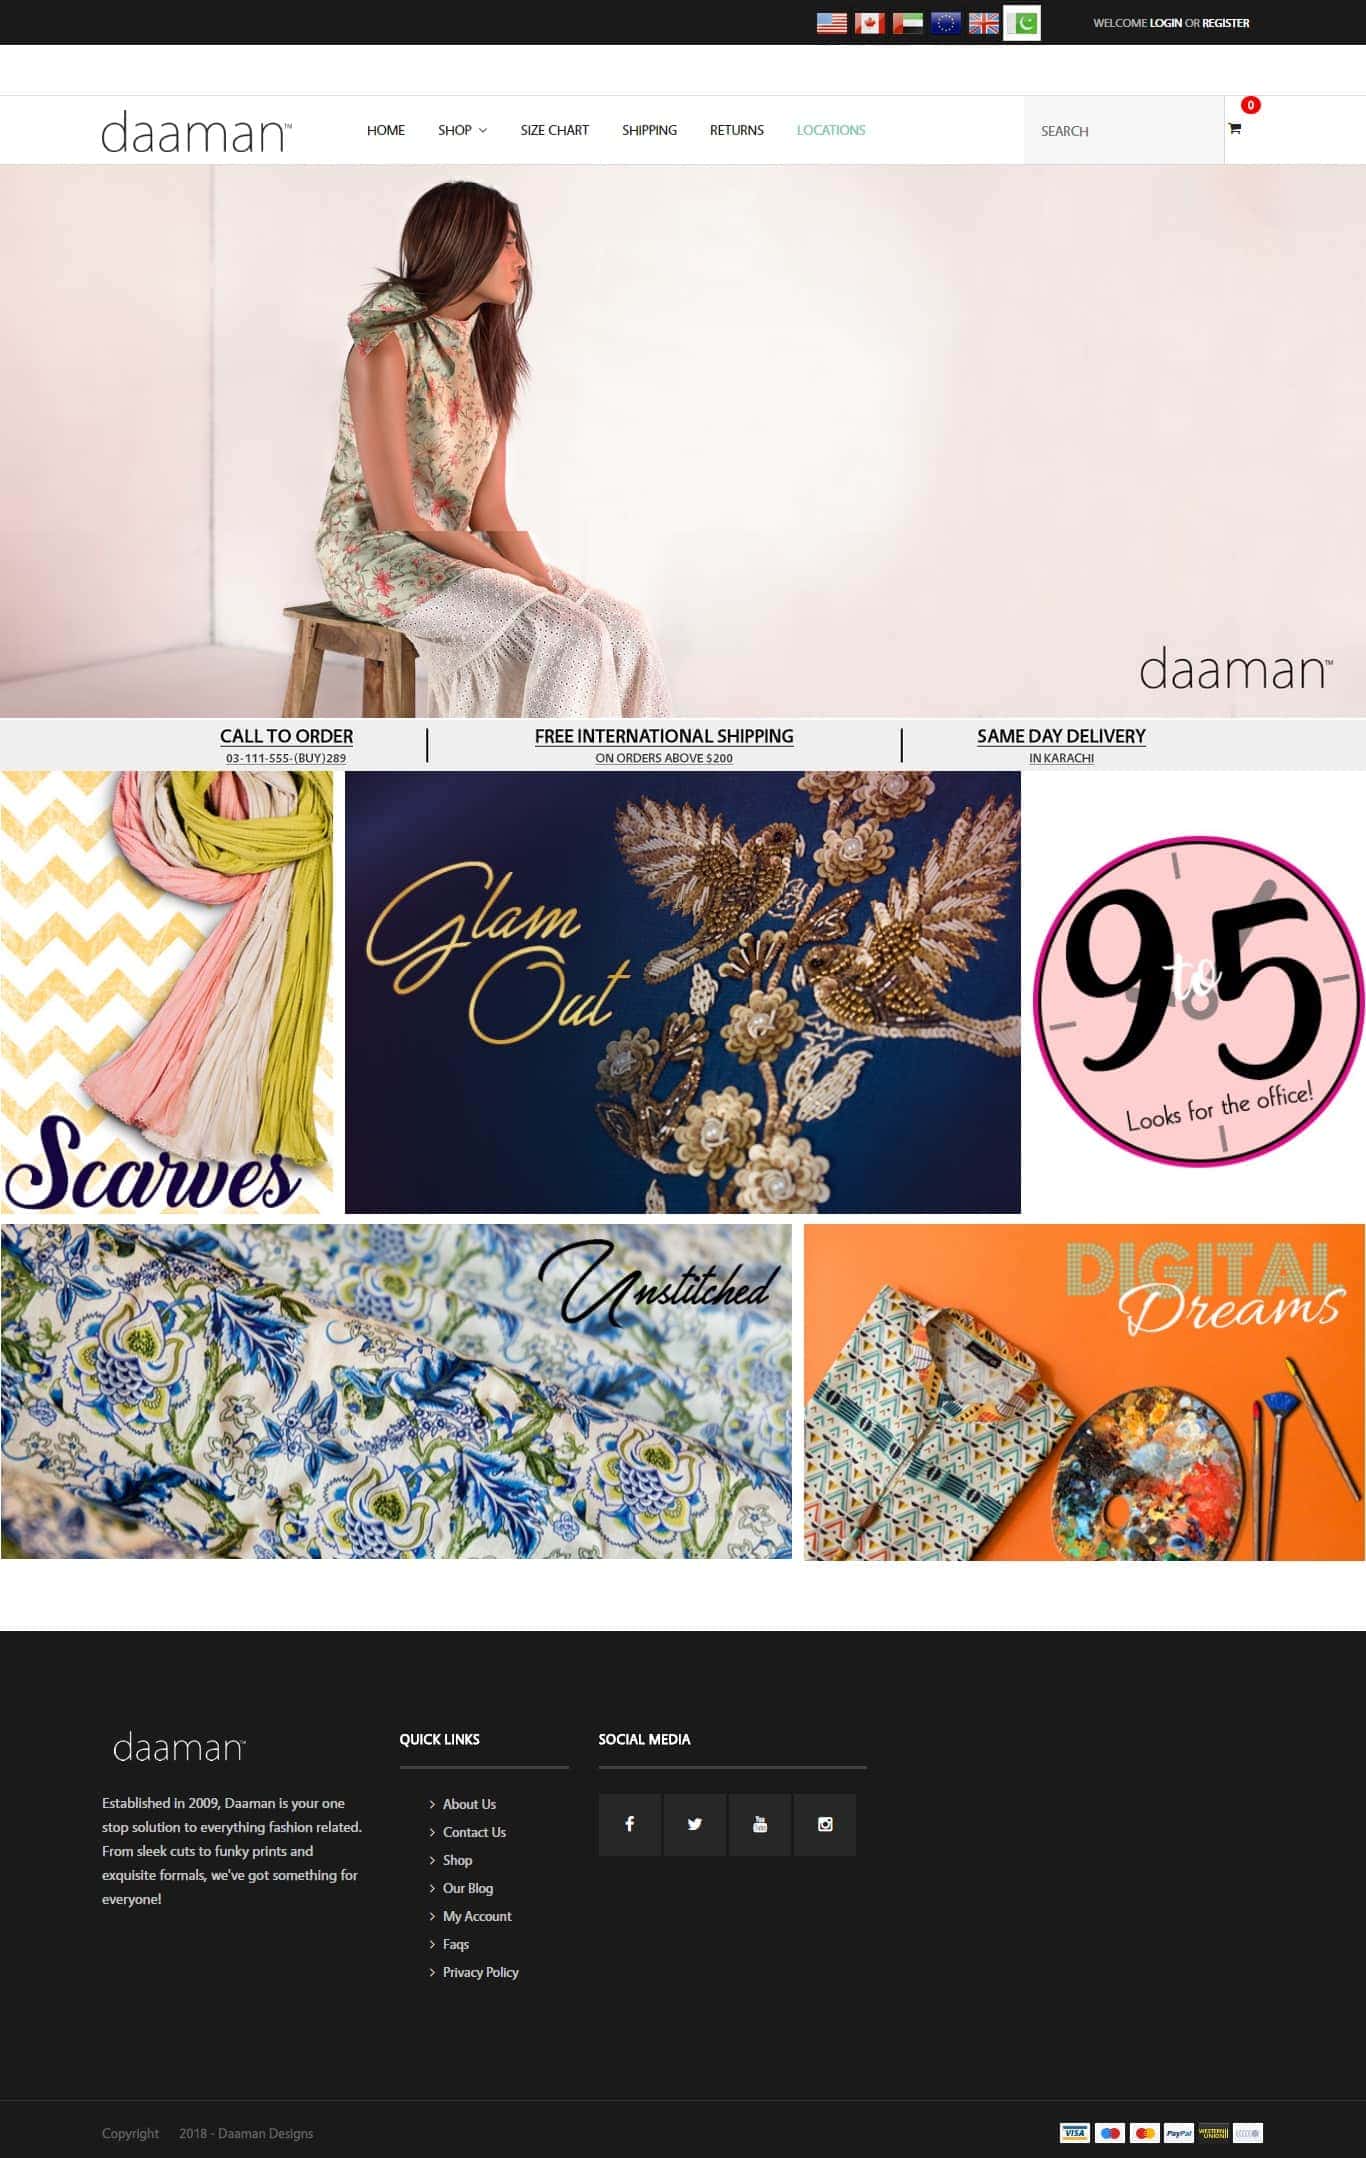 WELCOME LOGIN OR REGISTER
0
daaman™
HOME SHOP SIZE CHART SHIPPING RETURNS LOCATIONS SEARCH
daaman™
CALL TO ORDER
03-111-555-(BUY)289
FREE INTERNATIONAL SHIPPING
ON ORDERS ABOVE $200
SAME DAY DELIVERY
IN KARACHI
Scarves
Glam
Out
9 to 5
Looks for the office!
Unstitched
DIGITAL
Dreams
daaman™
Established in 2009, Daaman is your one
stop solution to everything fashion related.
From sleek cuts to funky prints and
exquisite formals, we've got something for
everyone!
QUICK LINKS
About Us
Contact Us
Shop
Our Blog
My Account
Faqs
Privacy Policy
SOCIAL MEDIA
You
Copyright 2018 - Daaman Designs
VISA
PayPal
WESTERN
UNION